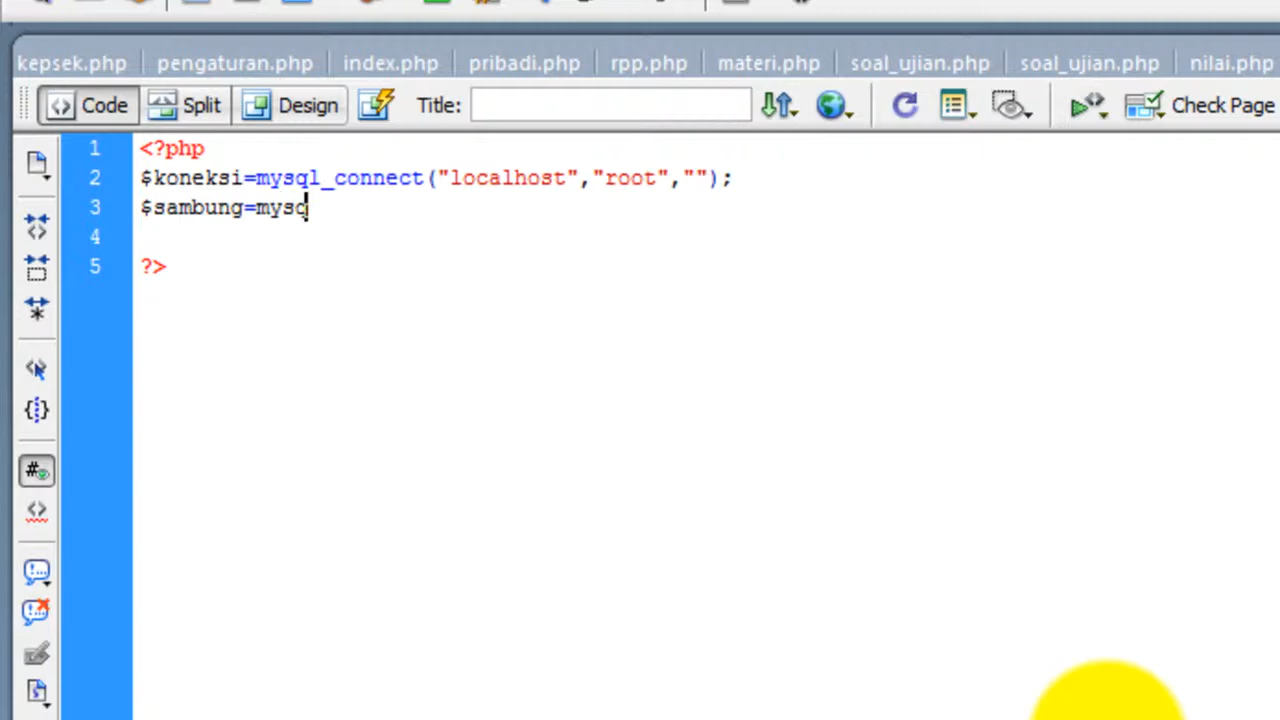 kepsek.php pengaturan.php index.php pribadi.php rpp.php materi.php soal_ujian.php soal_ujian.php nilai.php
Code Split Design Title: Check Page
1 <?php
2 $koneksi=mysql_connect("localhost","root","");
3 $sambung=mysq
4
5 ?>